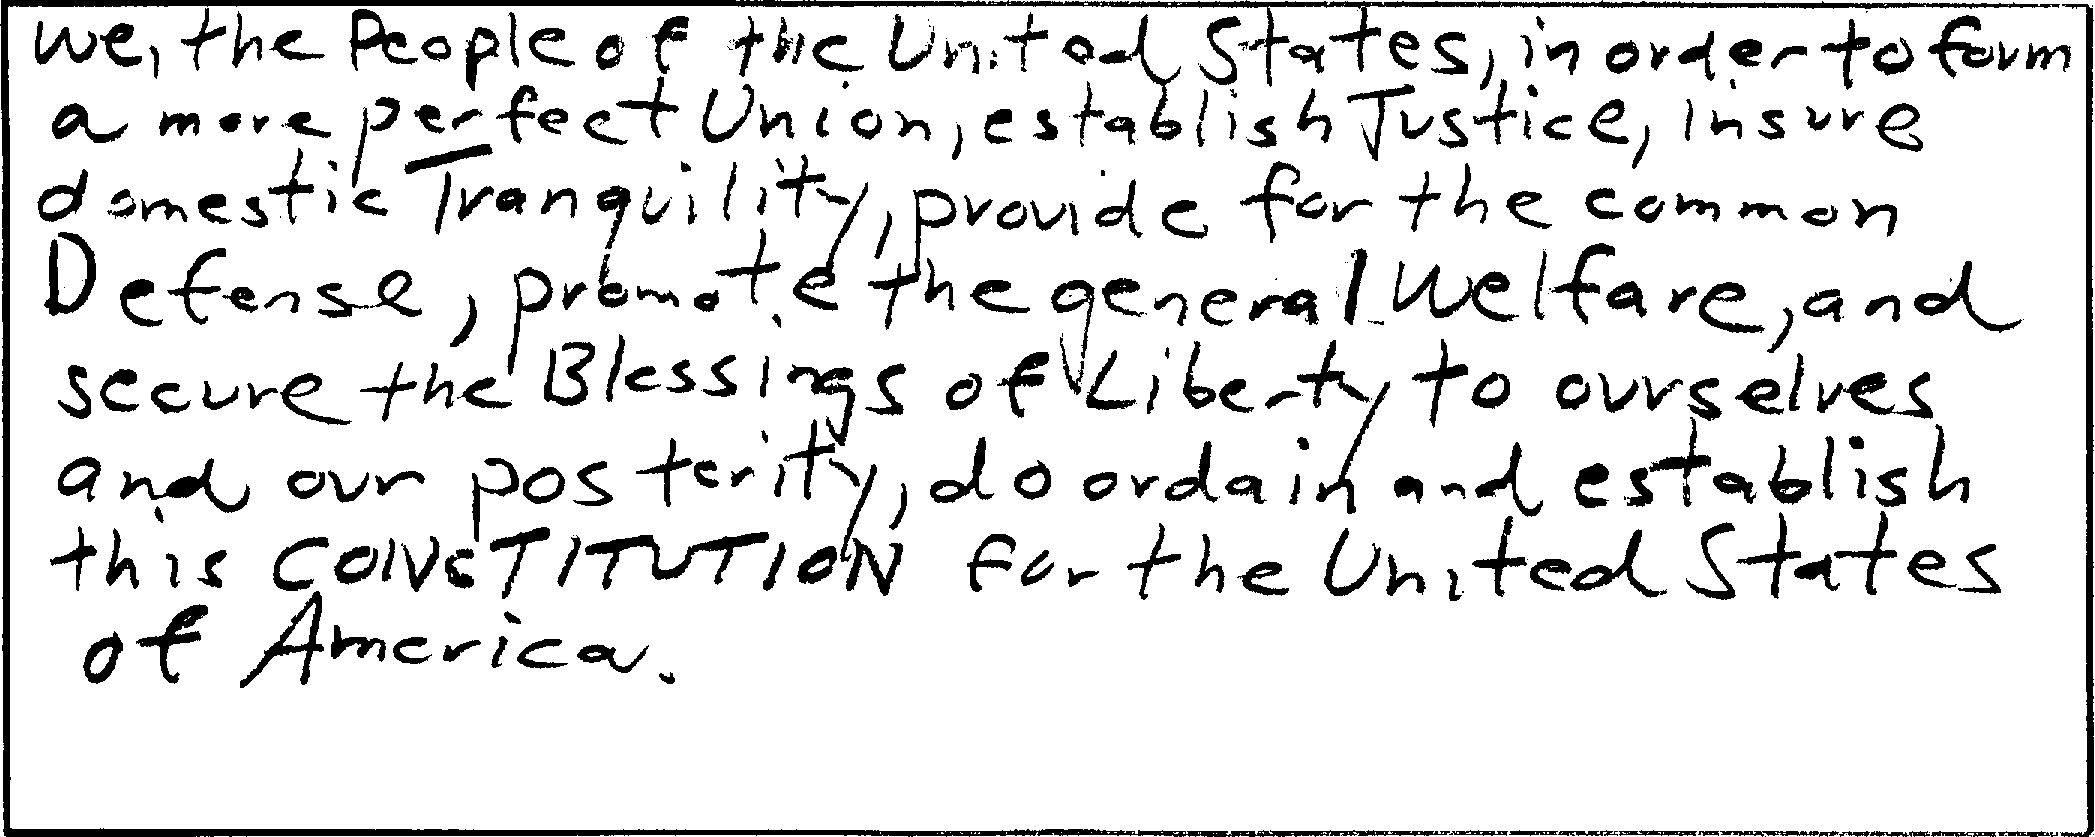 We, the People of the United States, in order to form
a more perfect Union, establish Justice, insure
domestic Tranquility, provide for the common
Defense, promote the general Welfare, and
secure the Blessings of Liberty to ourselves
and our posterity, do ordain and establish
this CONSTITUTION for the United States
of America.